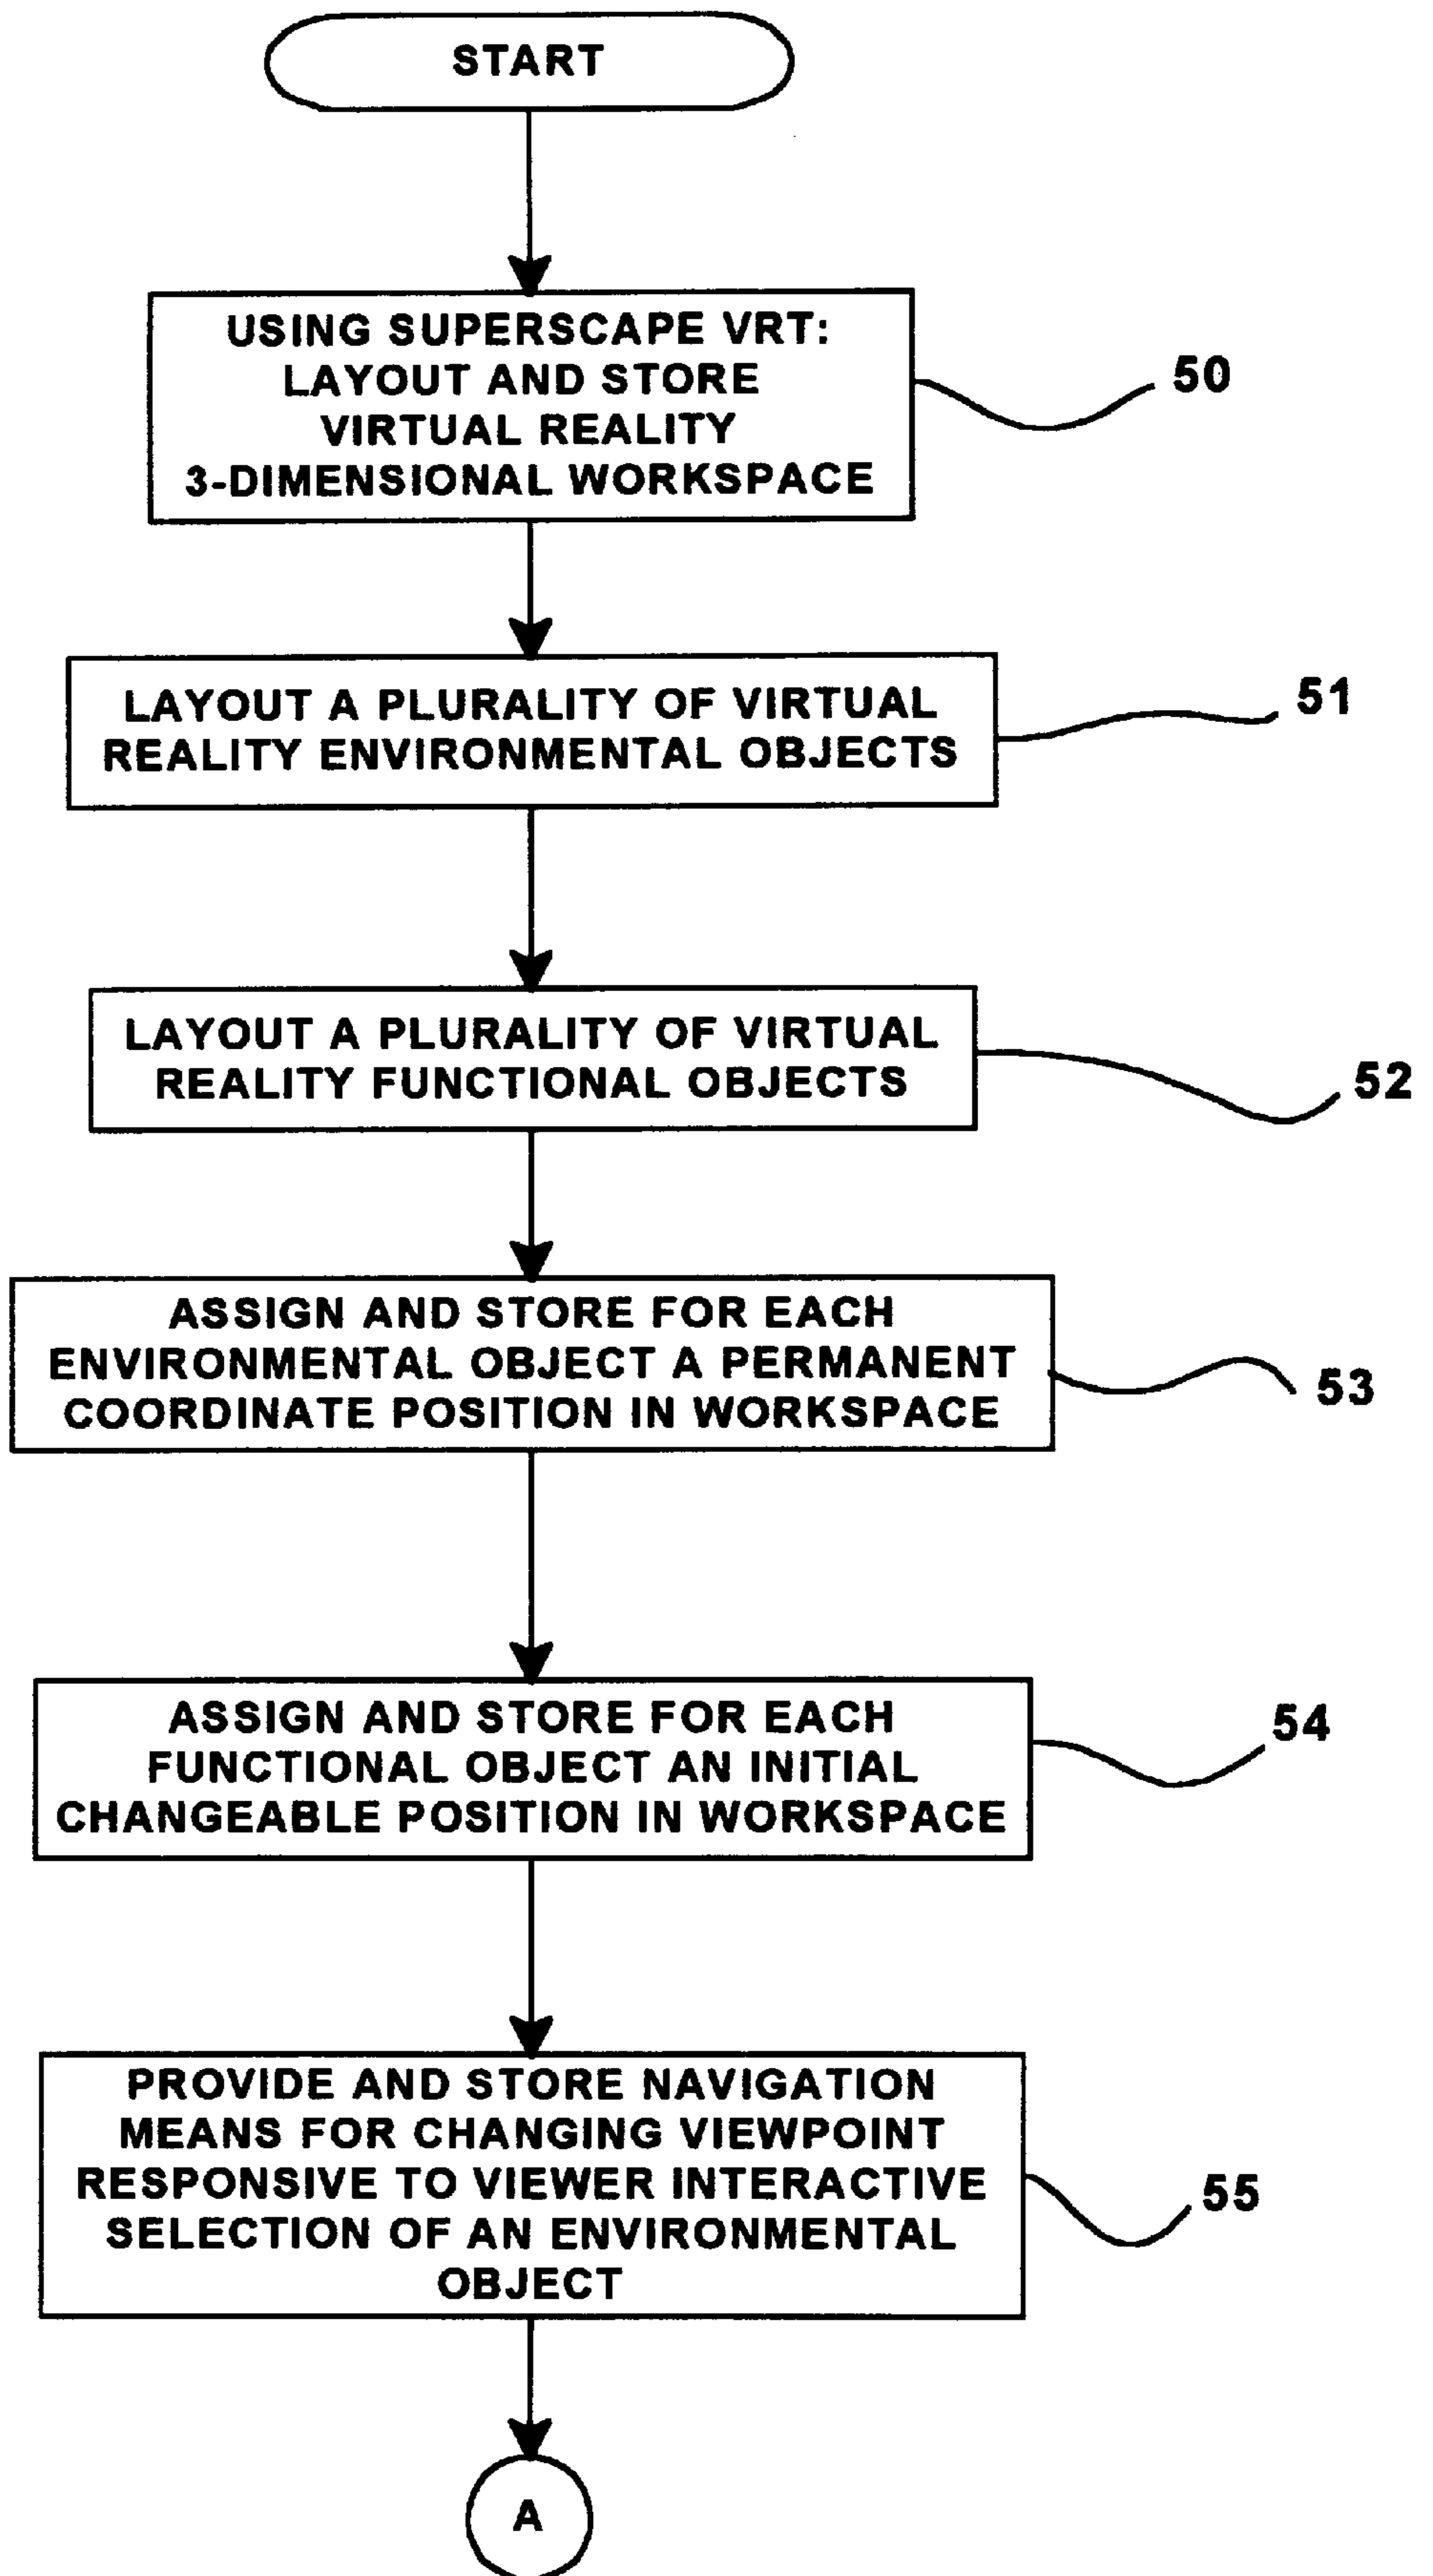 START
USING SUPERSCAPE VRT:
LAYOUT AND STORE
VIRTUAL REALITY
3-DIMENSIONAL WORKSPACE
50
LAYOUT A PLURALITY OF VIRTUAL
REALITY ENVIRONMENTAL OBJECTS
51
LAYOUT A PLURALITY OF VIRTUAL
REALITY FUNCTIONAL OBJECTS
52
ASSIGN AND STORE FOR EACH
ENVIRONMENTAL OBJECT A PERMANENT
COORDINATE POSITION IN WORKSPACE
53
ASSIGN AND STORE FOR EACH
FUNCTIONAL OBJECT AN INITIAL
CHANGEABLE POSITION IN WORKSPACE
54
PROVIDE AND STORE NAVIGATION
MEANS FOR CHANGING VIEWPOINT
RESPONSIVE TO VIEWER INTERACTIVE
SELECTION OF AN ENVIRONMENTAL
OBJECT
55
A